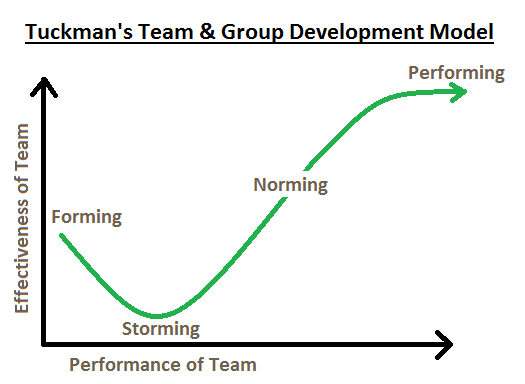 Tuckman's Team & Group Development Model
Performing
Norming
Forming
Storming
Effectiveness of Team
Performance of Team